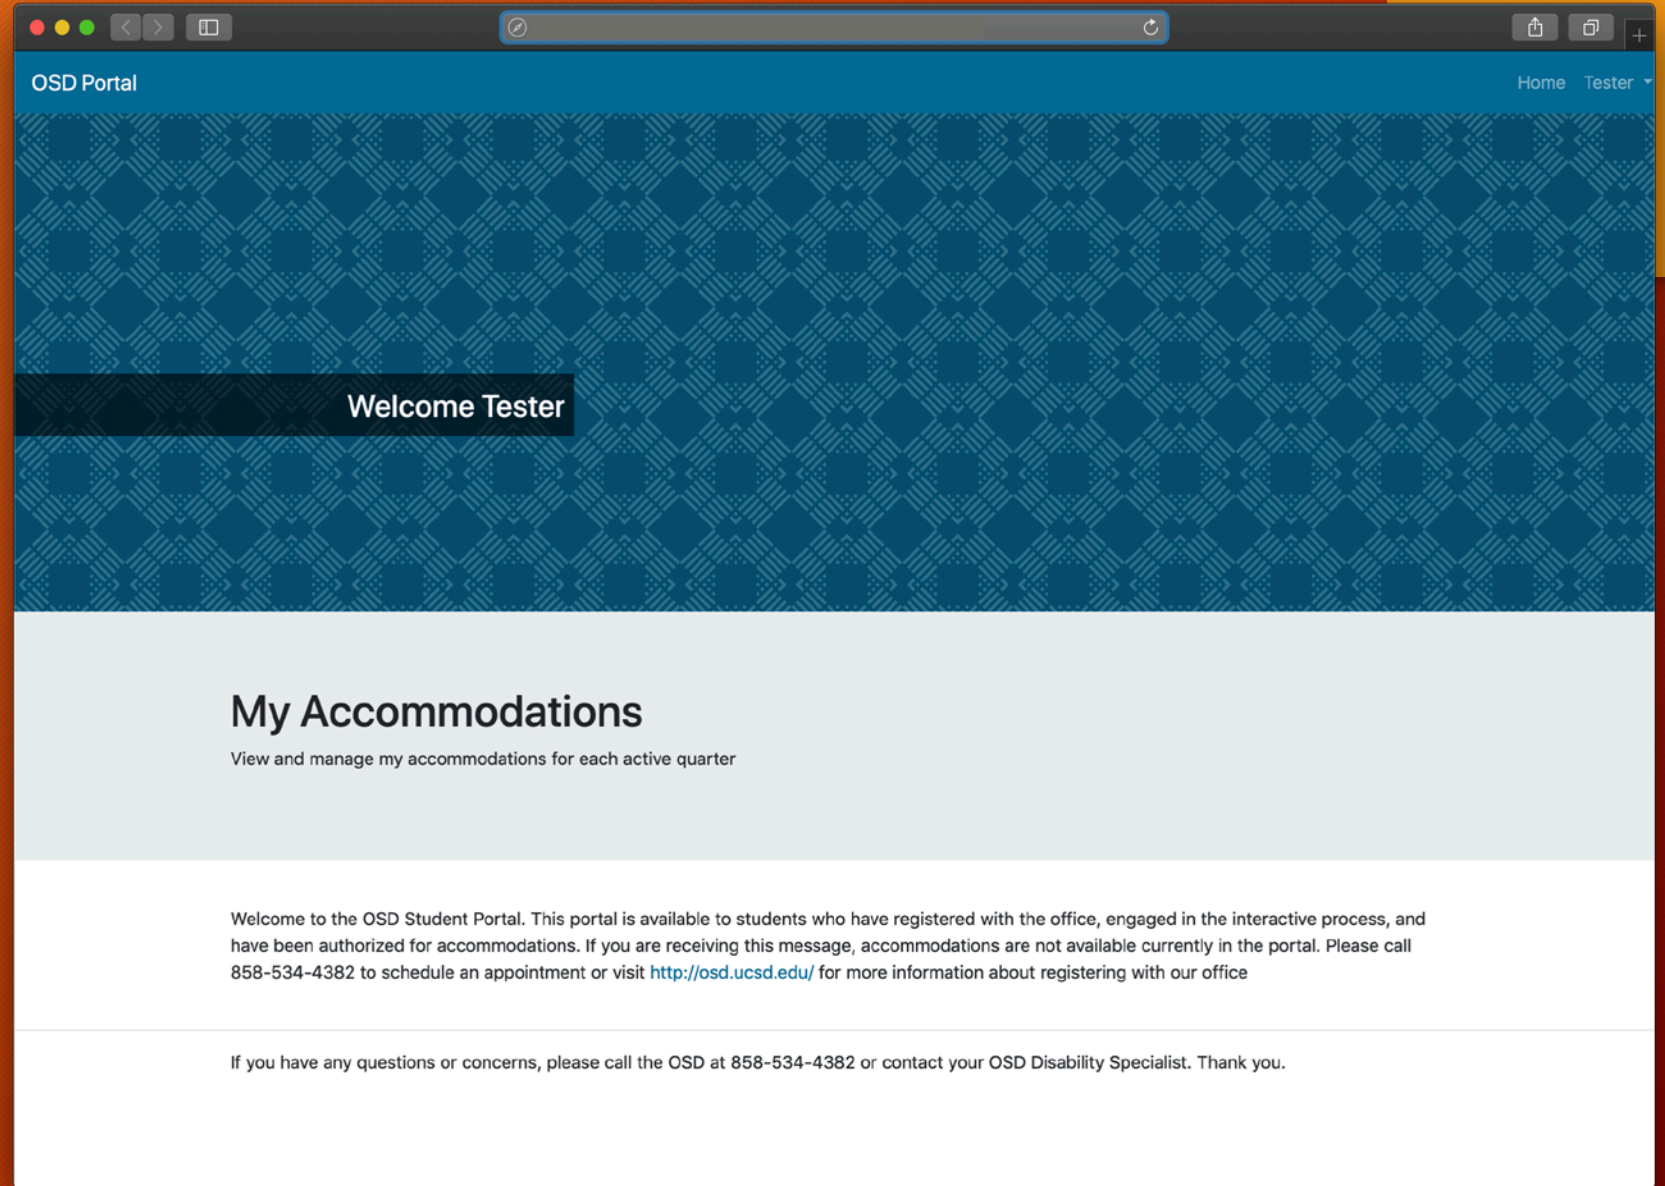 OSD Portal
Home Tester
Welcome Tester
My Accommodations
View and manage my accommodations for each active quarter
Welcome to the OSD Student Portal. This portal is available to students who have registered with the office, engaged in the interactive process, and
have been authorized for accommodations. If you are receiving this message, accommodations are not available currently in the portal. Please call
858-534-4382 to schedule an appointment or visit http://osd.ucsd.edu/ for more information about registering with our office
If you have any questions or concerns, please call the OSD at 858-534-4382 or contact your OSD Disability Specialist. Thank you.